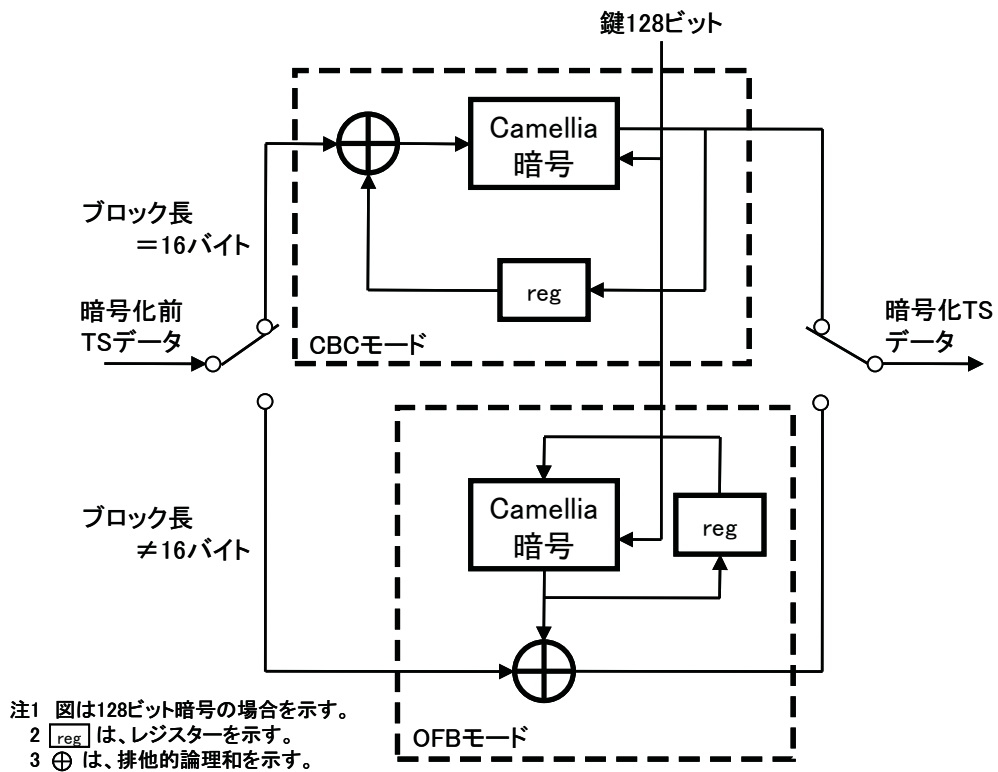 鍵128ビット
Camellia
暗号
ブロック長
＝16バイト
reg
暗号化前
TSデータ
暗号化TS
データ
CBCモード
Camellia
暗号
reg
ブロック長
≠16バイト
注1 図は128ビット暗号の場合を示す。
2 reg は、レジスターを示す。
3 ⊕ は、排他的論理和を示す。
OFBモード